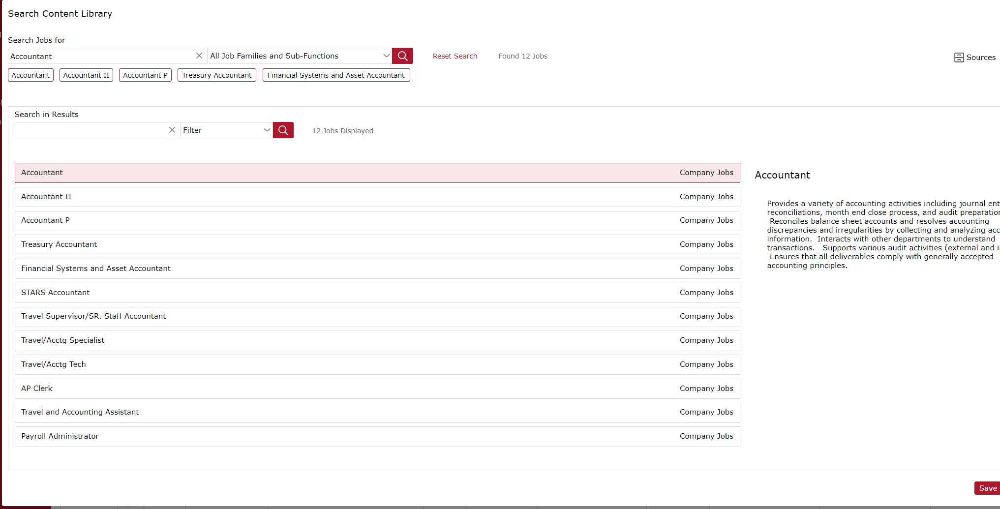 Search Content Library
Search Jobs for
Accountant
All Job Families and Sub-Functions
Reset Search
Found 12 Jobs
Sources
Accountant
Accountant II
Accountant P
Treasury Accountant
Financial Systems and Asset Accountant
Search in Results
Filter
12 Jobs Displayed
Accountant Company Jobs
Accountant II Company Jobs
Accountant P Company Jobs
Treasury Accountant Company Jobs
Financial Systems and Asset Accountant Company Jobs
STARS Accountant Company Jobs
Travel Supervisor/SR. Staff Accountant Company Jobs
Travel/Acctg Specialist Company Jobs
Travel/Acctg Tech Company Jobs
AP Clerk Company Jobs
Travel and Accounting Assistant Company Jobs
Payroll Administrator Company Jobs
Accountant
Provides a variety of accounting activities including journal ent
reconciliations, month end close process, and audit preparation
Reconciles balance sheet accounts and resolves accounting
discrepancies and irregularities by collecting and analyzing acc
information. Interacts with other departments to understand
transactions. Supports various audit activities (external and i
Ensures that all deliverables comply with generally accepted
accounting principles.
Save